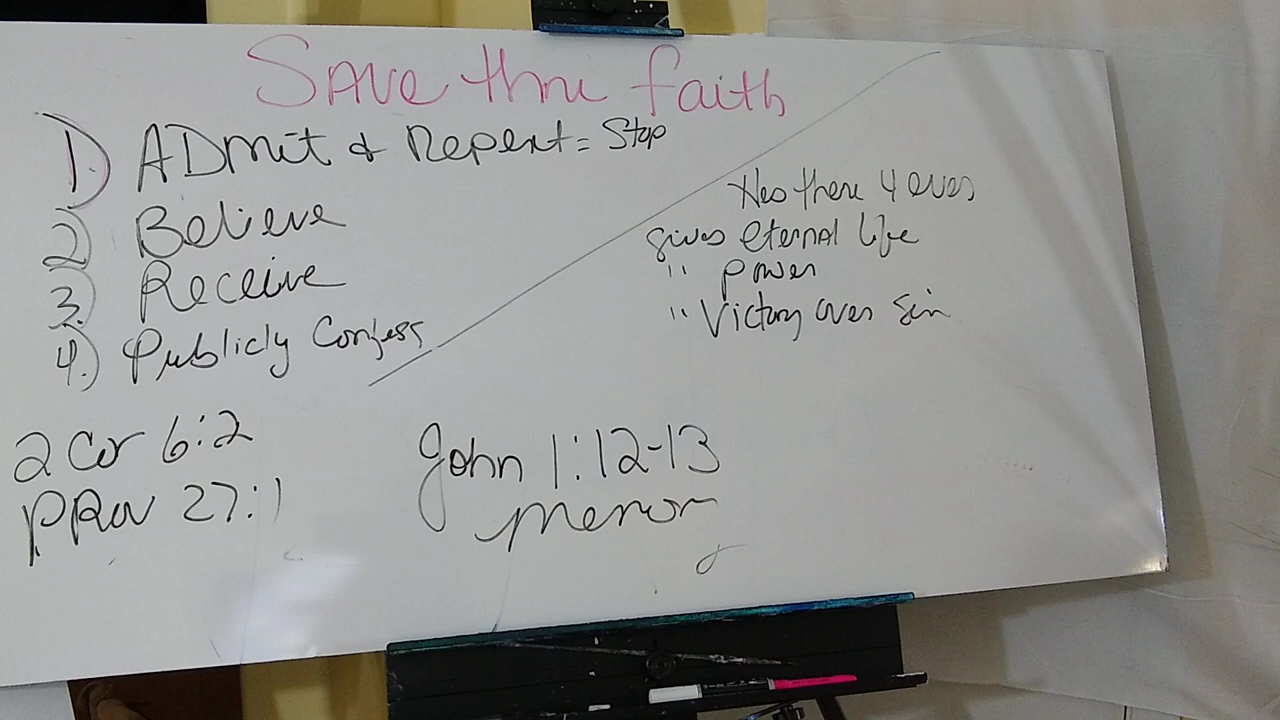 Save thru faith
1.) ADmit & Repent = Stop
2) Believe
3.) Receive
4.) Publicly Confess
Hes there 4 ever
gives eternal life
" power
" Victory over sin
2 Cor 6:2
PRov 27:1
John 1:12-13